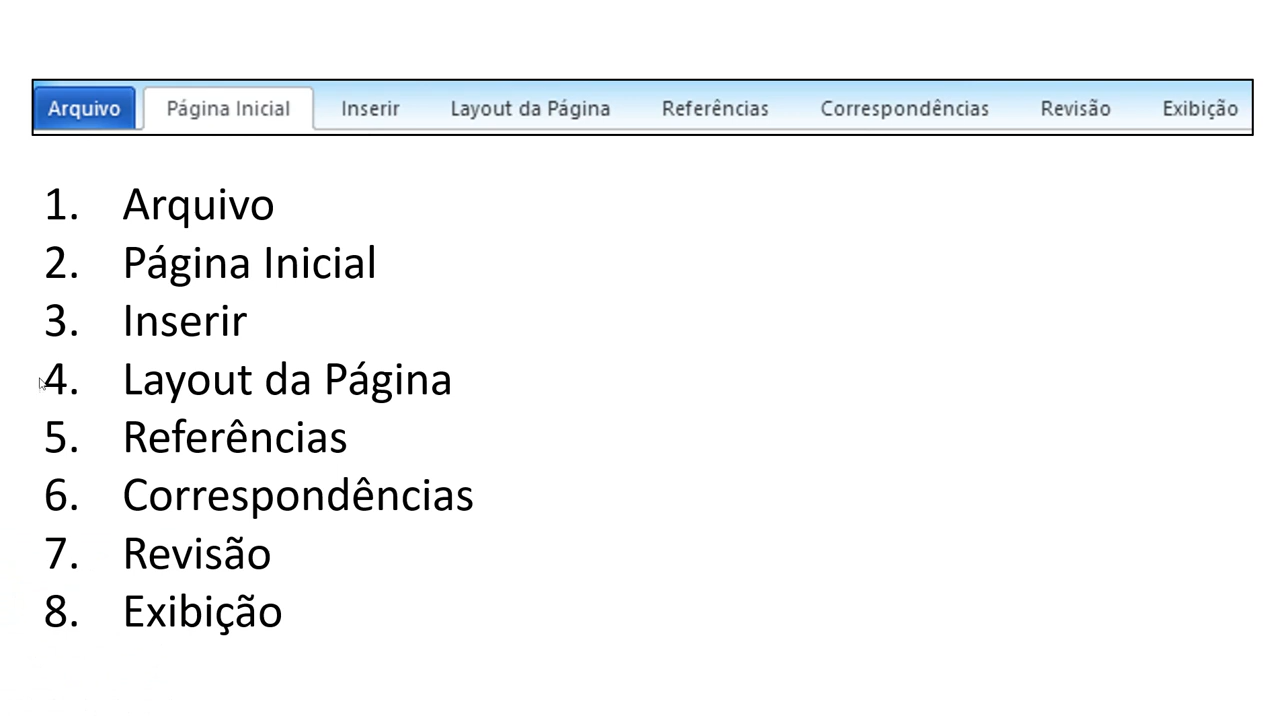 Arquivo Página Inicial Inserir Layout da Página Referências Correspondências Revisão Exibição
1. Arquivo
2. Página Inicial
3. Inserir
4. Layout da Página
5. Referências
6. Correspondências
7. Revisão
8. Exibição